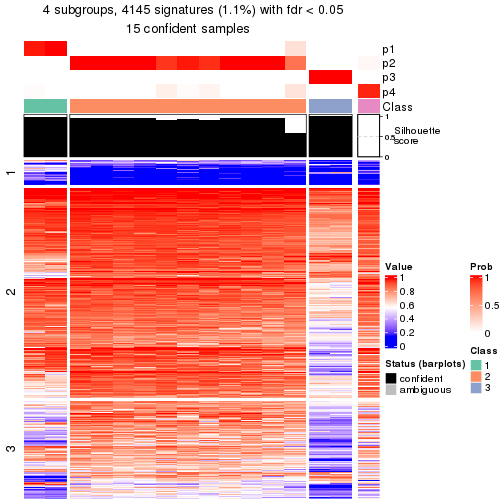 4 subgroups, 4145 signatures (1.1%) with fdr < 0.05
15 confident samples
p1
p2
p3
p4
Class
1
0.5
0
Silhouette
score
1
2
3
Value
1
0.8
0.6
0.4
0.2
0
Prob
1
0.5
0
Status (barplots)
confident
ambiguous
Class
1
2
3